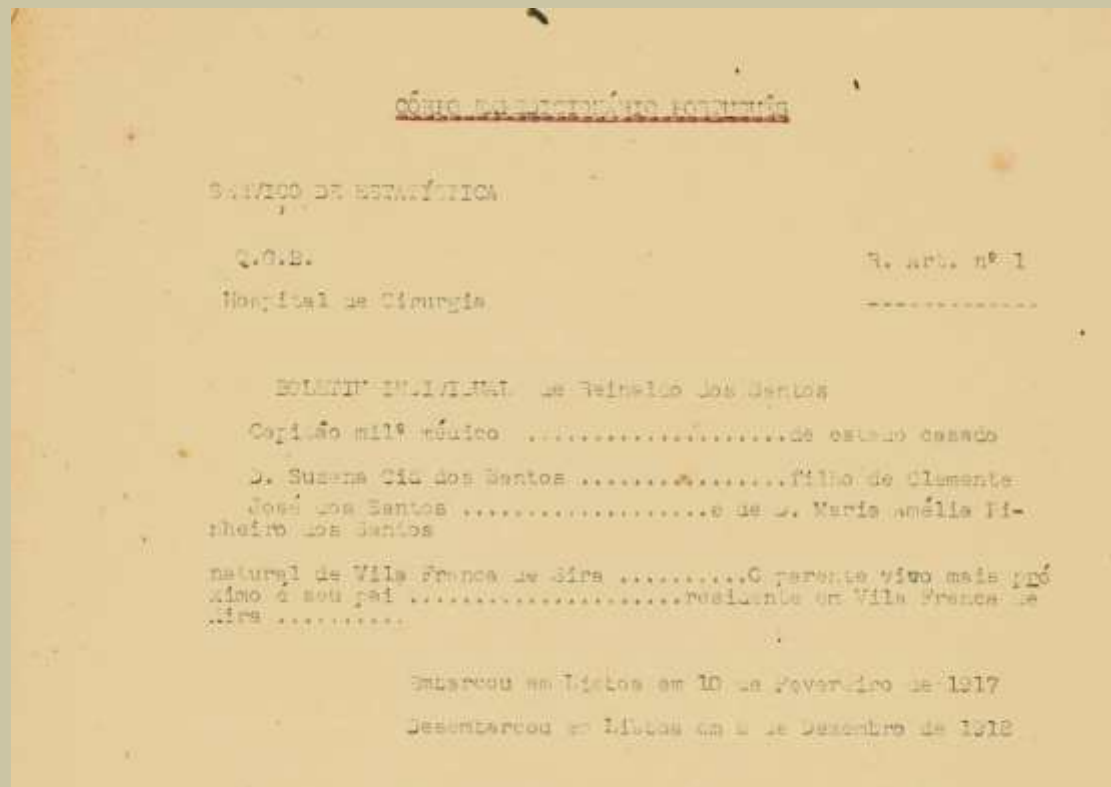 CÓRPO EXPEDICIONÁRIO PORTUGUÊS
SERVIÇO DE ESTATÍSTICA
Q.G.B.
R. Art. nº 1
Hospital de Cirurgia
-------------
BOLETIM INDIVIDUAL de Reinaldo dos Santos
Capitão milº médico .......................de estado casado
D. Suzana Cid dos Santos ..................filho de Clemente
José dos Santos .....................e de D. Maria Amélia Pi-
nheiro dos Santos
natural de Vila Franca de Xira ..........O parente vivo mais pró
ximo é seu pai .......................residente em Vila Franca de
Xira ..........
Embarcou em Lisboa em 10 de Fevereiro de 1917
Desembarcou em Lisboa em de Dezembro de 1918